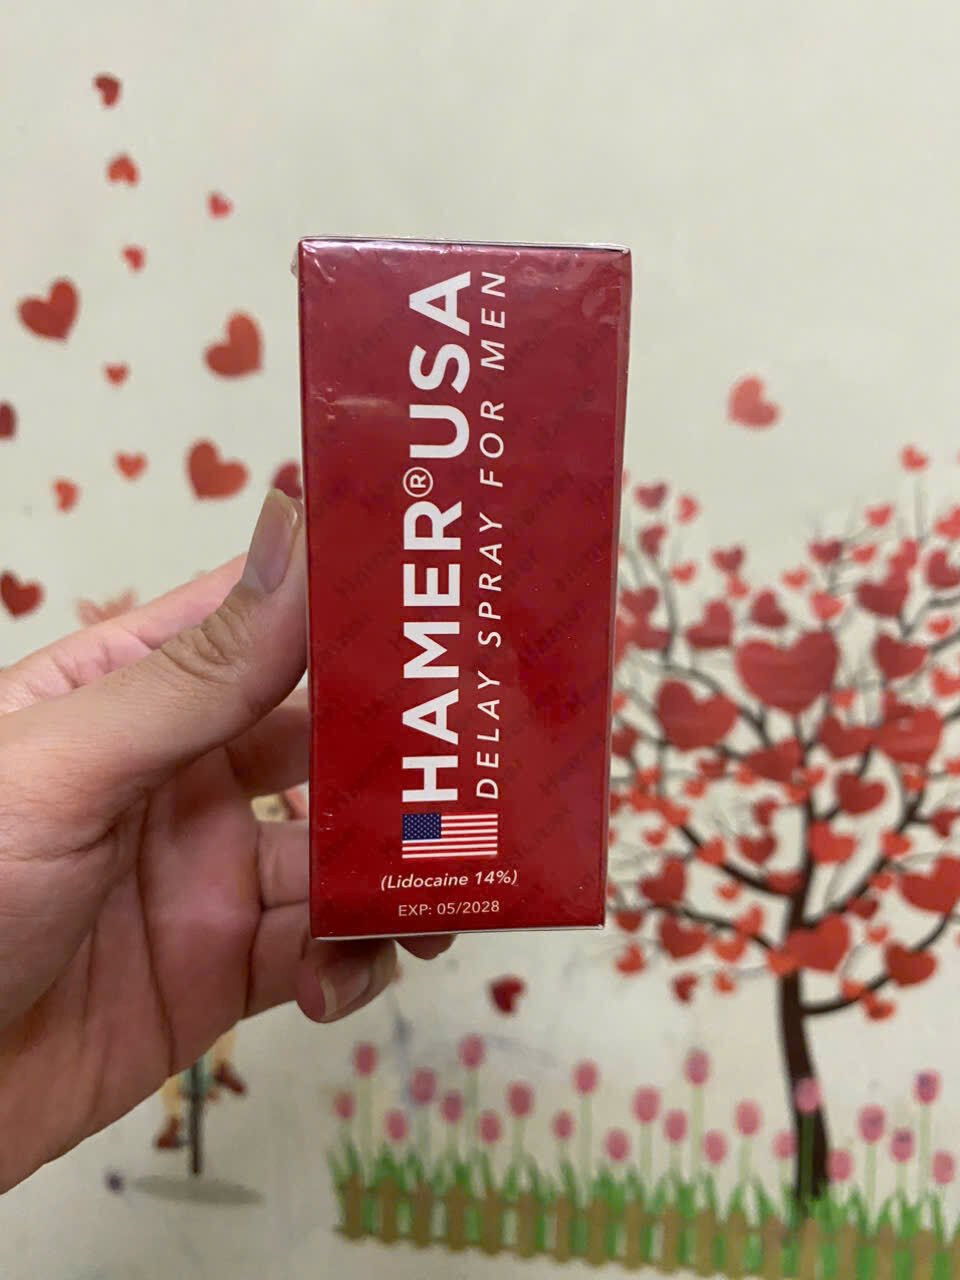 HAMER®USA
DELAY SPRAY FOR MEN
(Lidocaine 14%)
EXP: 05/2028